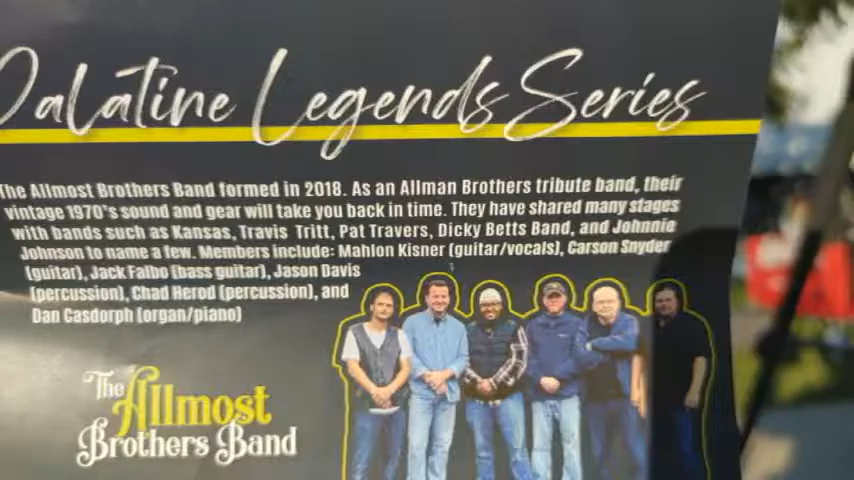 Palatine Legends Series
The Allmost Brothers Band formed in 2018. As an Allman Brothers tribute band, their
vintage 1970's sound and gear will take you back in time. They have shared many stages
with bands such as Kansas, Travis Tritt, Pat Travers, Dicky Betts Band, and Johnnie
Johnson to name a few. Members include: Mahlon Kisner (guitar/vocals), Carson Snyder
(guitar), Jack Falbo (bass guitar), Jason Davis
(percussion), Chad Herod (percussion), and
Dan Casdorph (organ/piano)
The Allmost
Brothers Band